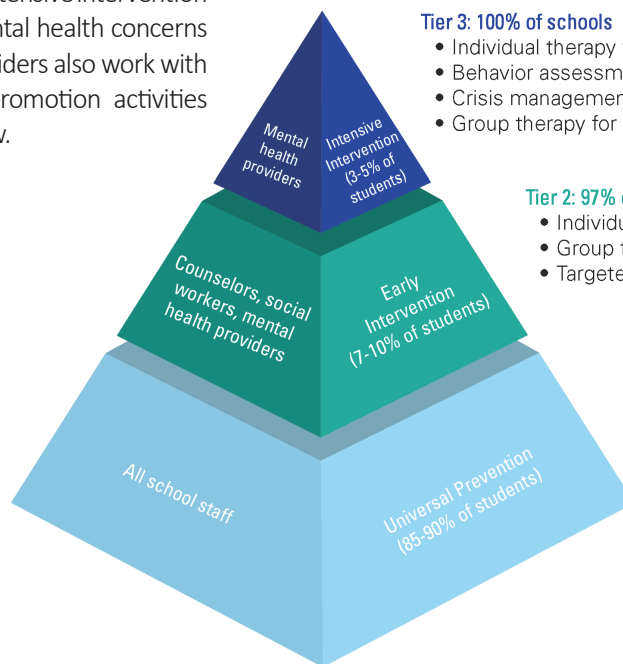 ntal health concerns
iders also work with
romotion activities
Tier 3: 100% of schools
• Individual therapy
• Behavior assessm
• Crisis managemen
• Group therapy for
Mental
health
providers
Intensive
Intervention
(3-5% of
students)
Tier 2: 97%
• Individu
• Group t
• Targete
Counselors, social
workers, mental
health providers
Early
Intervention
(7-10% of students)
All school staff
Universal Prevention
(85-90% of students)